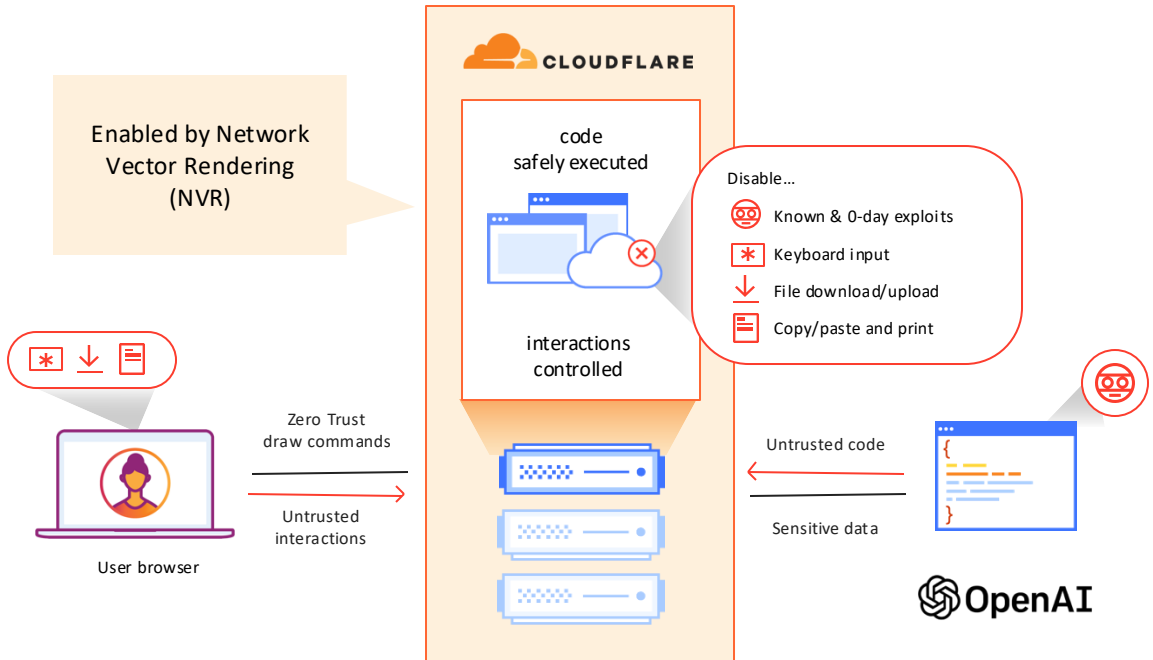 CLOUDFLARE
Enabled by Network
Vector Rendering
(NVR)
code
safely executed
interactions
controlled
Disable...
Known & 0-day exploits
Keyboard input
File download/upload
Copy/paste and print
Zero Trust
draw commands
Untrusted
interactions
User browser
Untrusted code
Sensitive data
OpenAI